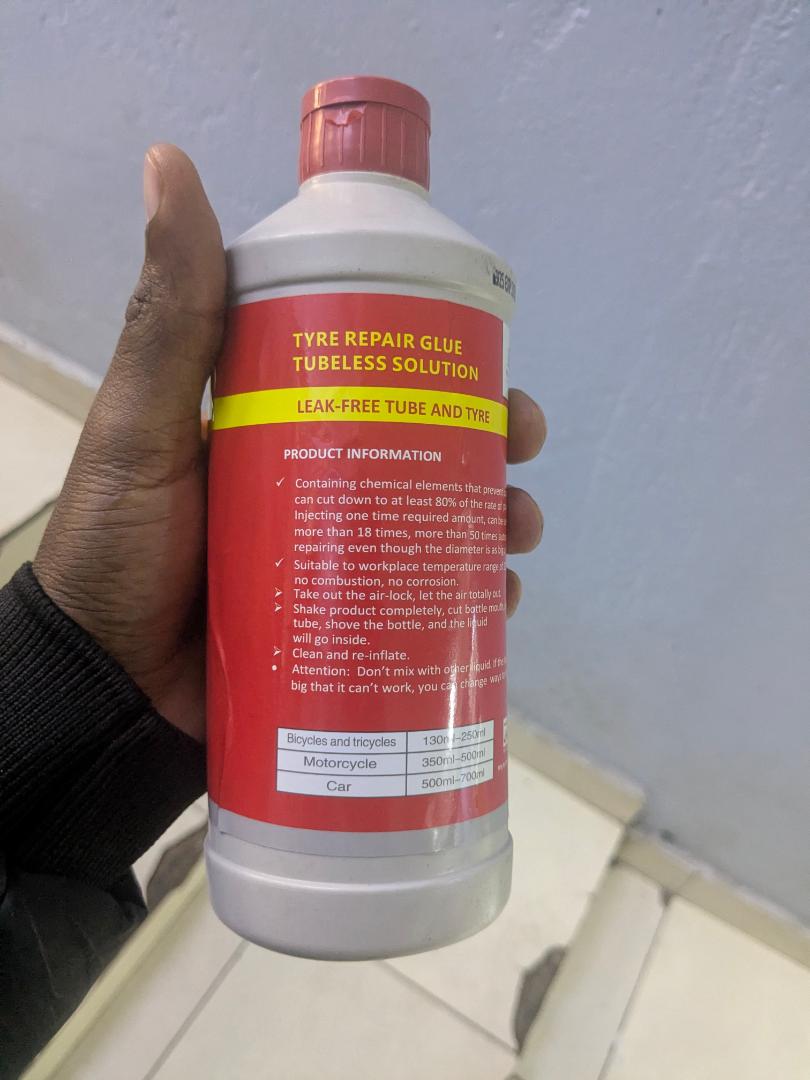 TYRE REPAIR GLUE
TUBELESS SOLUTION
LEAK-FREE TUBE AND TYRE
PRODUCT INFORMATION
✓ Containing chemical elements that prevent
can cut down to at least 80% of the rate of
Injecting one time required amount, can be
more than 18 times, more than 50 times
repairing even though the diameter is as big
✓ Suitable to workplace temperature range of
no combustion, no corrosion.
➢ Take out the air-lock, let the air totally out.
➢ Shake product completely, cut bottle mouth,
tube, shove the bottle, and the liquid
will go inside.
➢ Clean and re-inflate.
• Attention: Don't mix with other liquid. If the
big that it can't work, you can change ways
Bicycles and tricycles 130ml–250ml
Motorcycle 350ml–500ml
Car 500ml–700ml